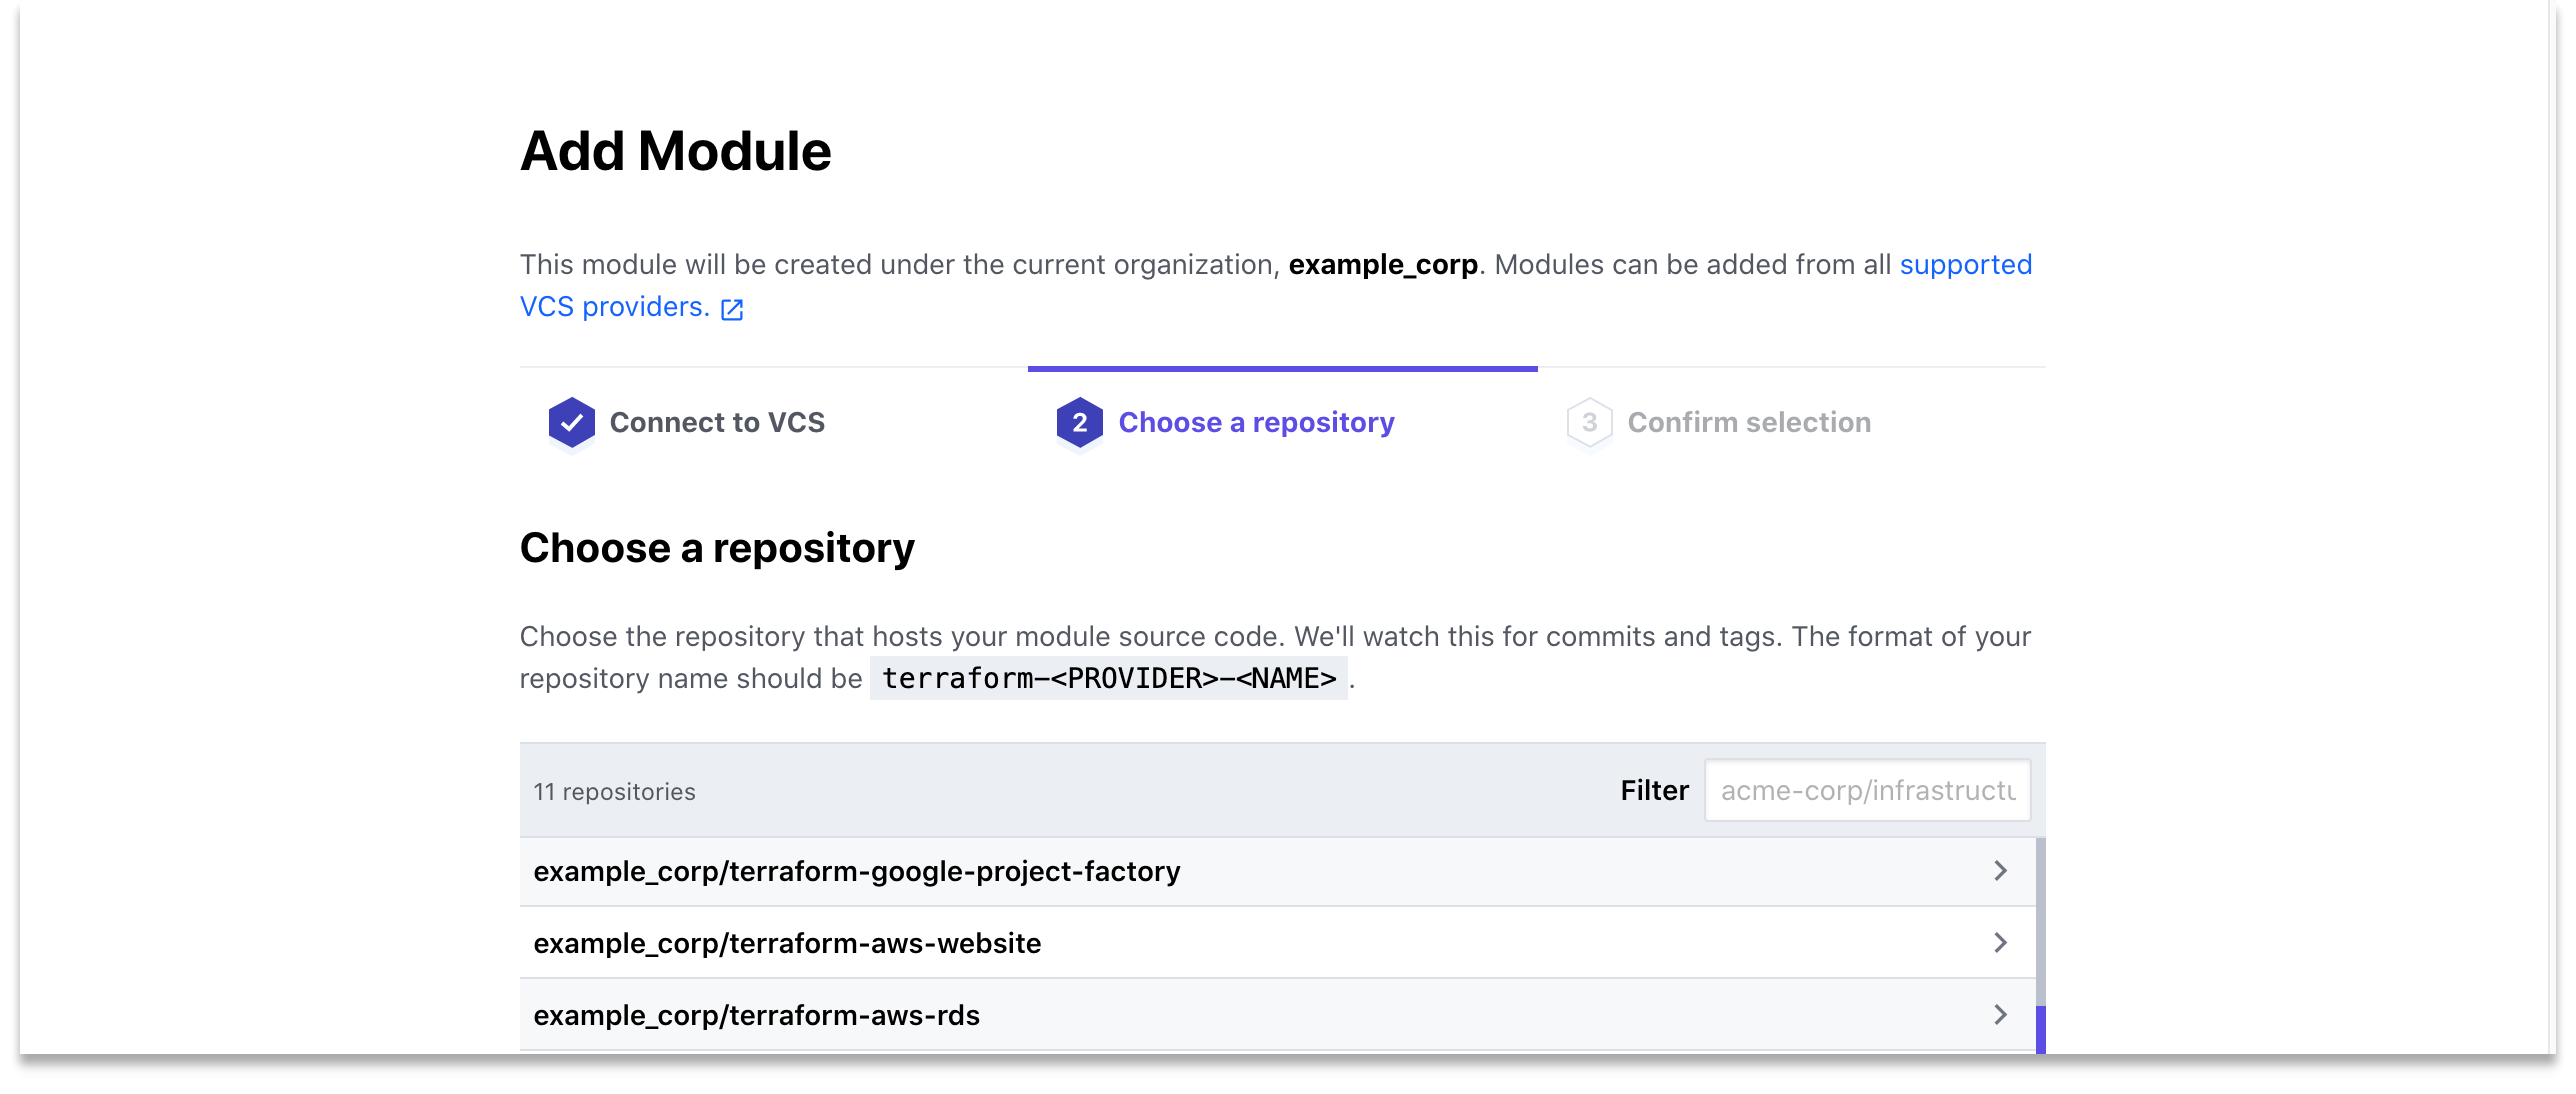 Add Module
This module will be created under the current organization, example_corp. Modules can be added from all supported
VCS providers.
Connect to VCS
2 Choose a repository
3 Confirm selection
Choose a repository
Choose the repository that hosts your module source code. We'll watch this for commits and tags. The format of your
repository name should be terraform-<PROVIDER>-<NAME>.
11 repositories
Filter acme-corp/infrastructu
example_corp/terraform-google-project-factory
example_corp/terraform-aws-website
example_corp/terraform-aws-rds